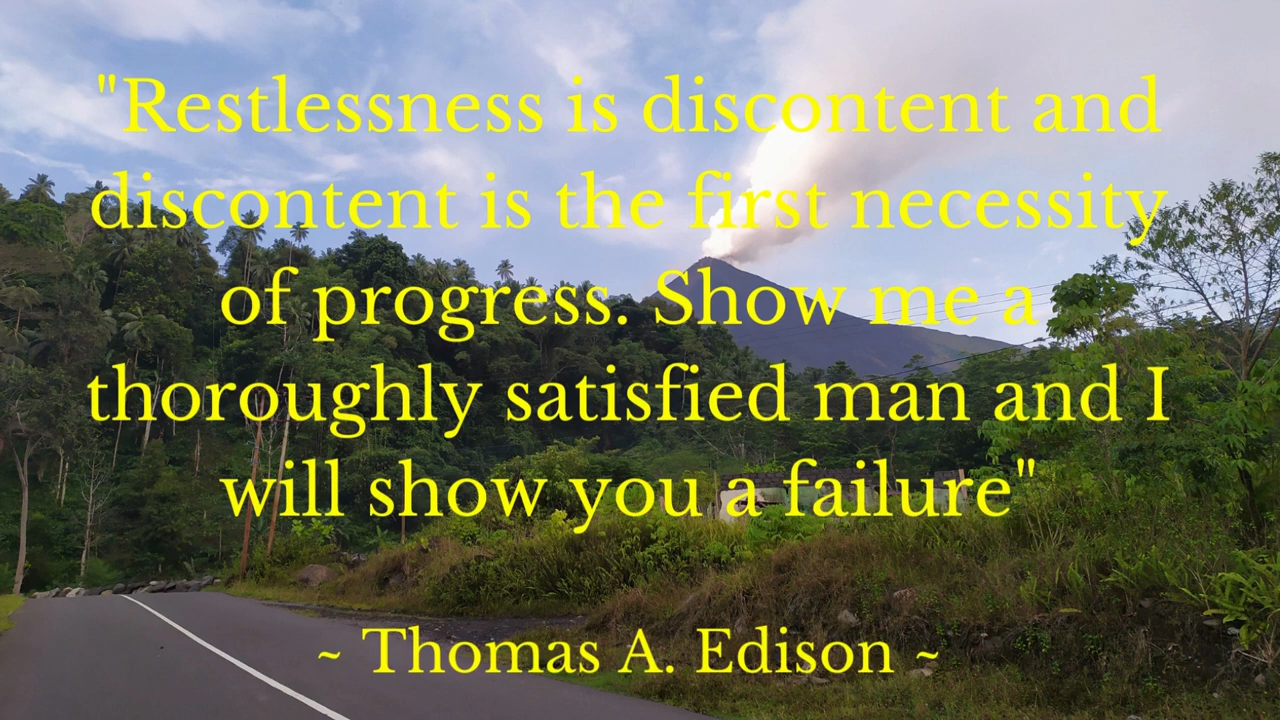 "Restlessness is discontent and
discontent is the first necessity
of progress. Show me a
thoroughly satisfied man and I
will show you a failure"
~ Thomas A. Edison ~